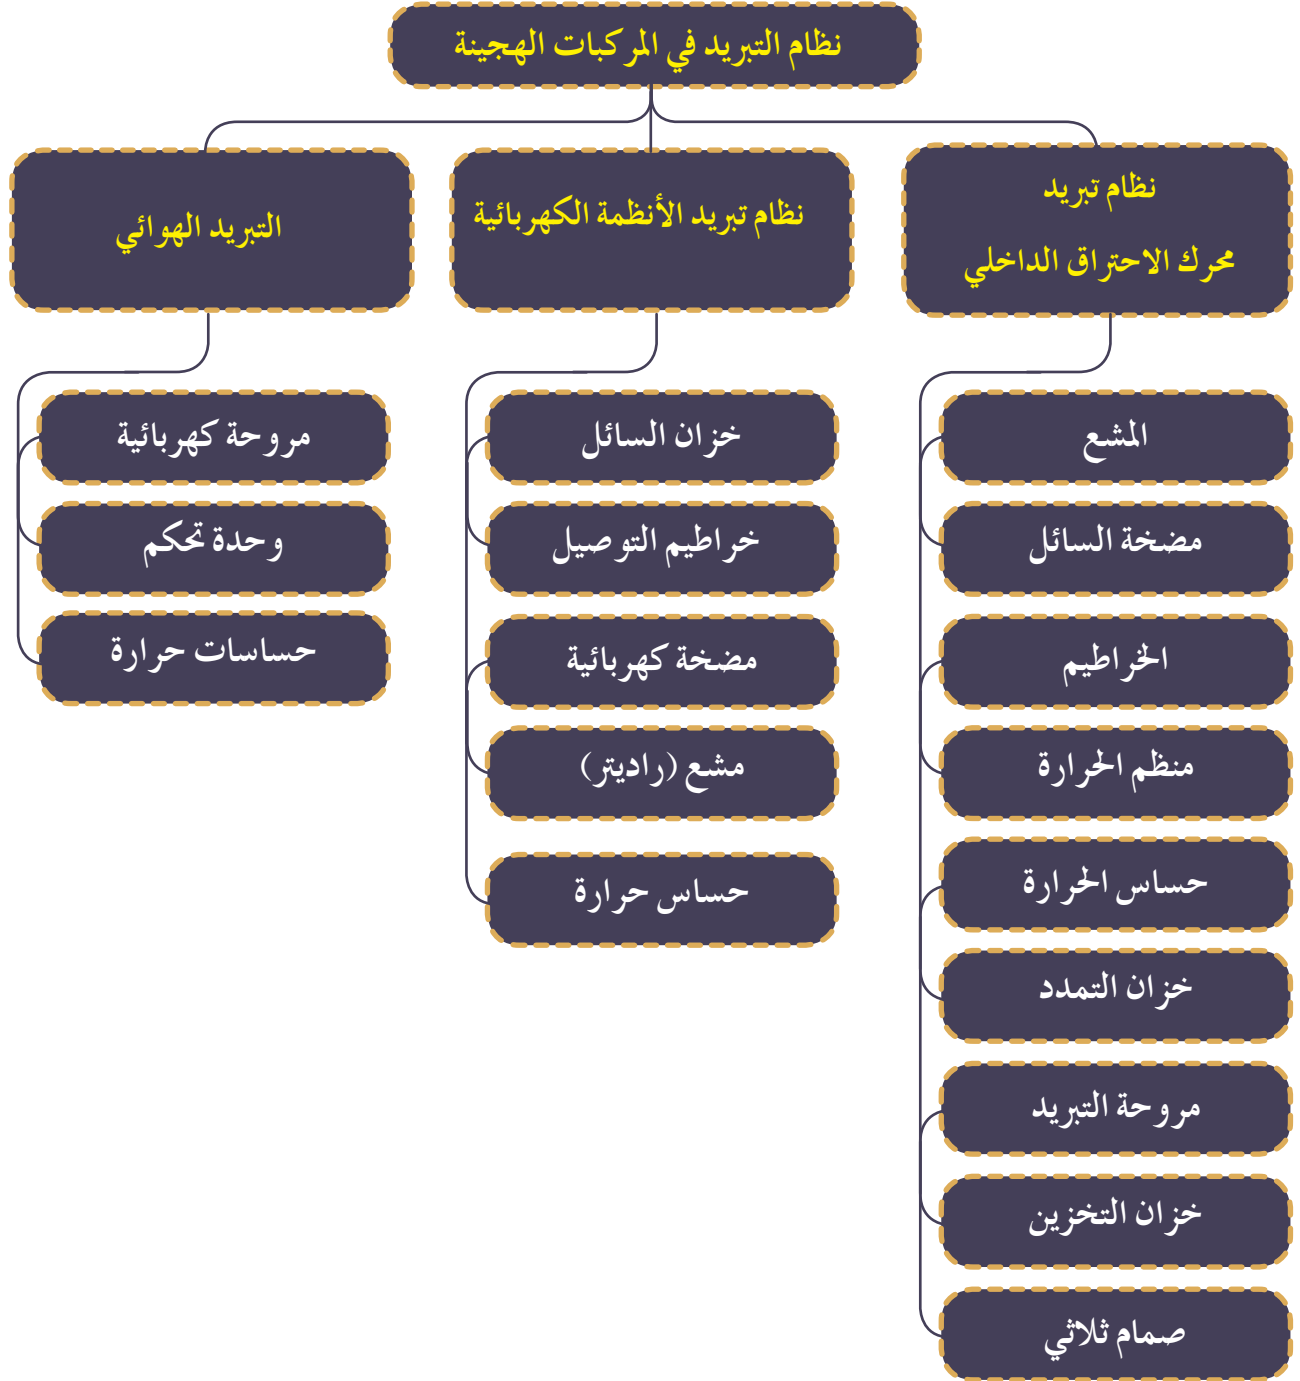 نظام التبريد في المركبات الهجينة
نظام تبريد
محرك الاحتراق الداخلي
المشع
مضخة السائل
الخراطيم
منظم الحرارة
حساس الحرارة
خزان التمدد
مروحة التبريد
خزان التخزين
صمام ثلاثي
نظام تبريد الأنظمة الكهربائية
خزان السائل
خراطيم التوصيل
مضخة كهربائية
مشع (راديتر)
حساس حرارة
التبريد الهوائي
مروحة كهربائية
وحدة تحكم
حساسات حرارة